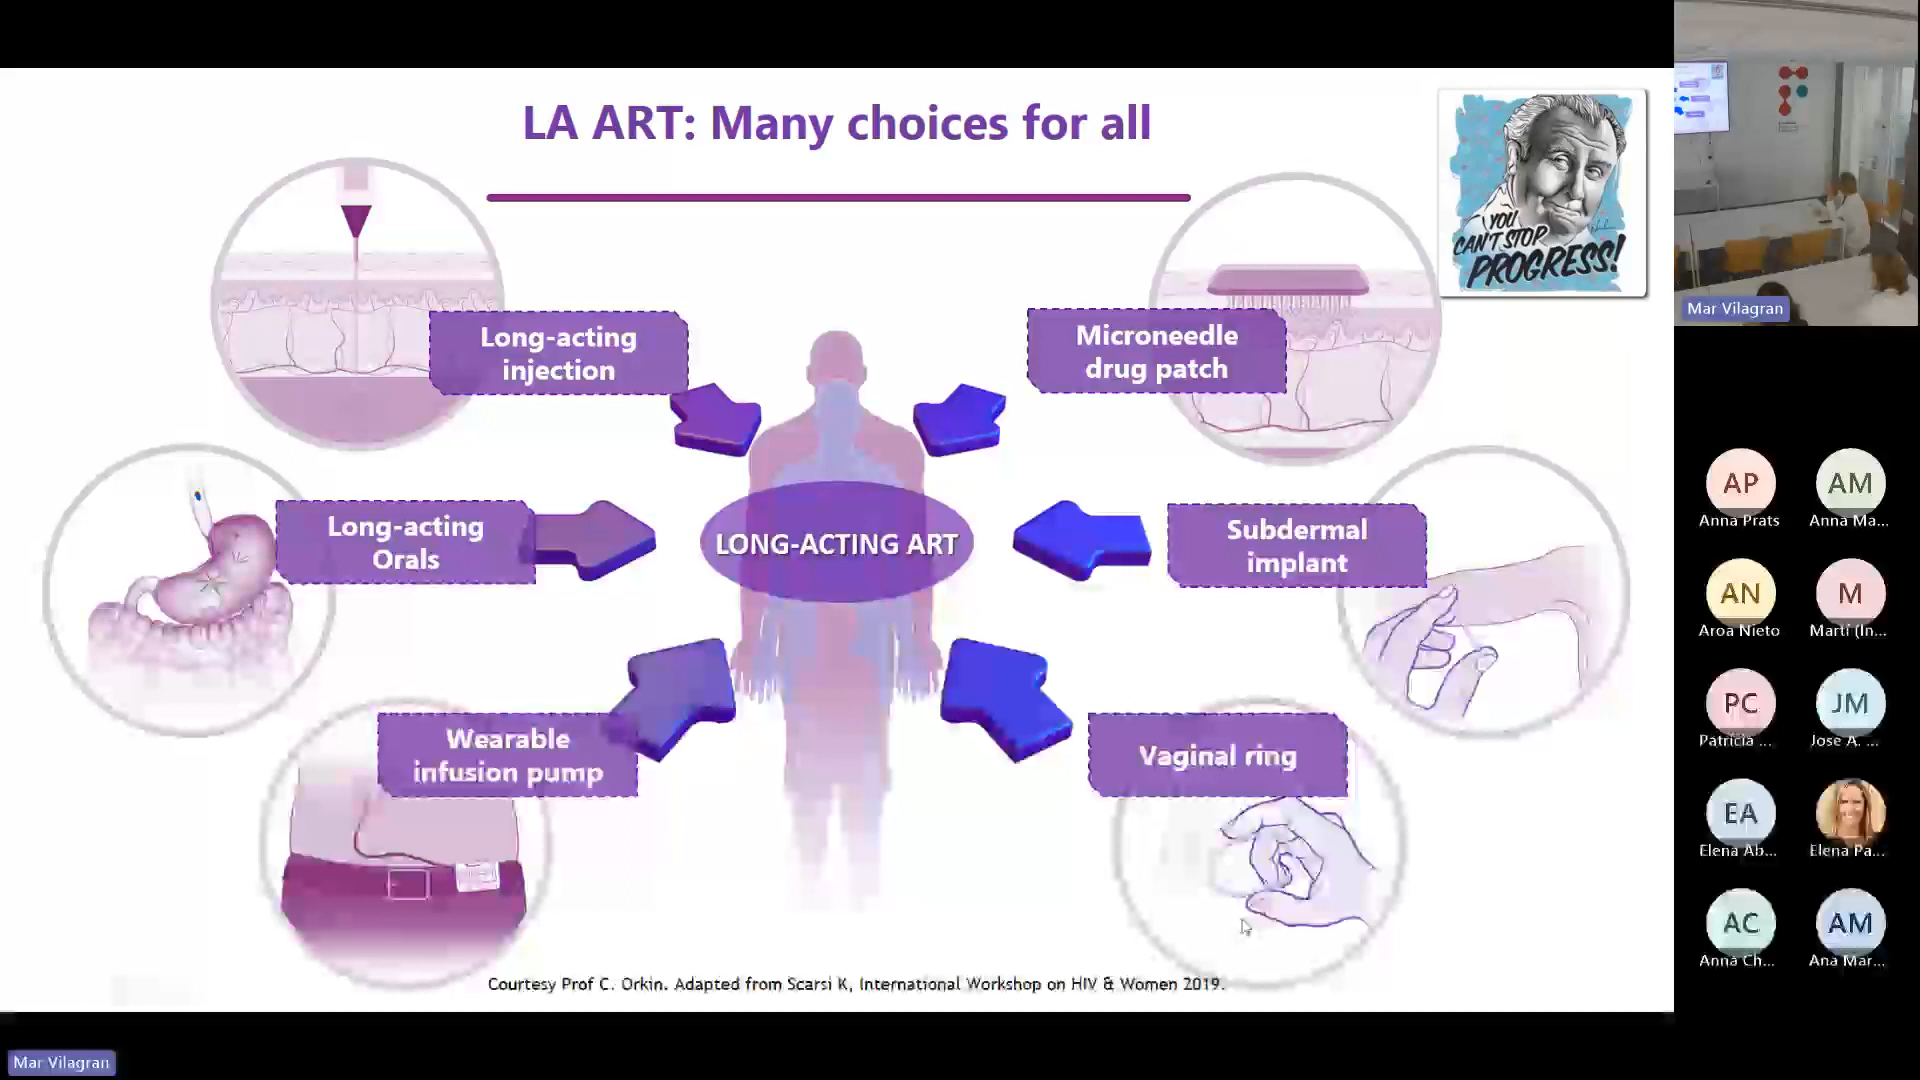 LA ART: Many choices for all
YOU
CAN'T STOP
PROGRESS!
Long-acting
injection
Microneedle
drug patch
Long-acting
Orals
LONG-ACTING ART
Subdermal
implant
Wearable
infusion pump
Vaginal ring
Courtesy Prof C. Orkin. Adapted from Scarsi K, International Workshop on HIV & Women 2019.
Mar Vilagran
Mar Vilagran
AP
AM
Anna Prats
Anna Ma...
AN
M
Aroa Nieto
Martí (In...
PC
JM
Patricia ...
Jose A. ...
EA
Elena Ab...
Elena Pa...
AC
AM
Anna Ch...
Ana Mar...